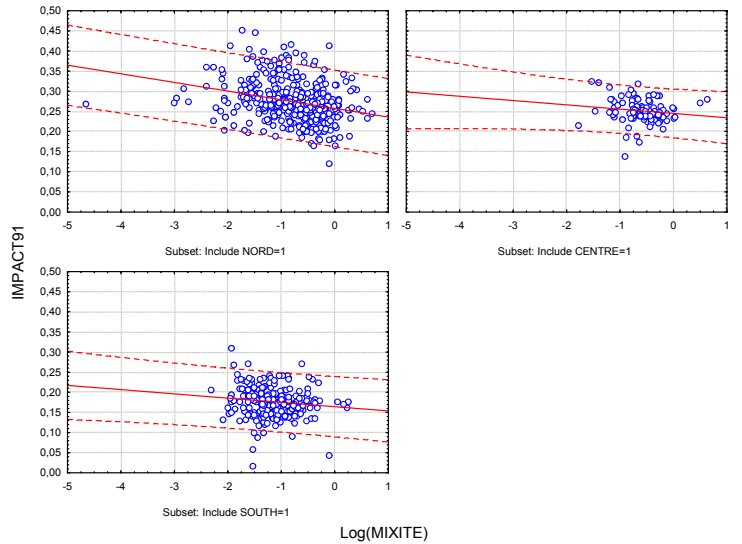 0,50
0,45
0,40
0,35
0,30
0,25
0,20
0,15
0,10
0,05
0,00
-5 -4 -3 -2 -1 0 1
Subset: Include NORD=1
-5 -4 -3 -2 -1 0 1
Subset: Include CENTRE=1
IMPACT91
0,50
0,45
0,40
0,35
0,30
0,25
0,20
0,15
0,10
0,05
0,00
-5 -4 -3 -2 -1 0 1
Subset: Include SOUTH=1
Log(MIXITE)